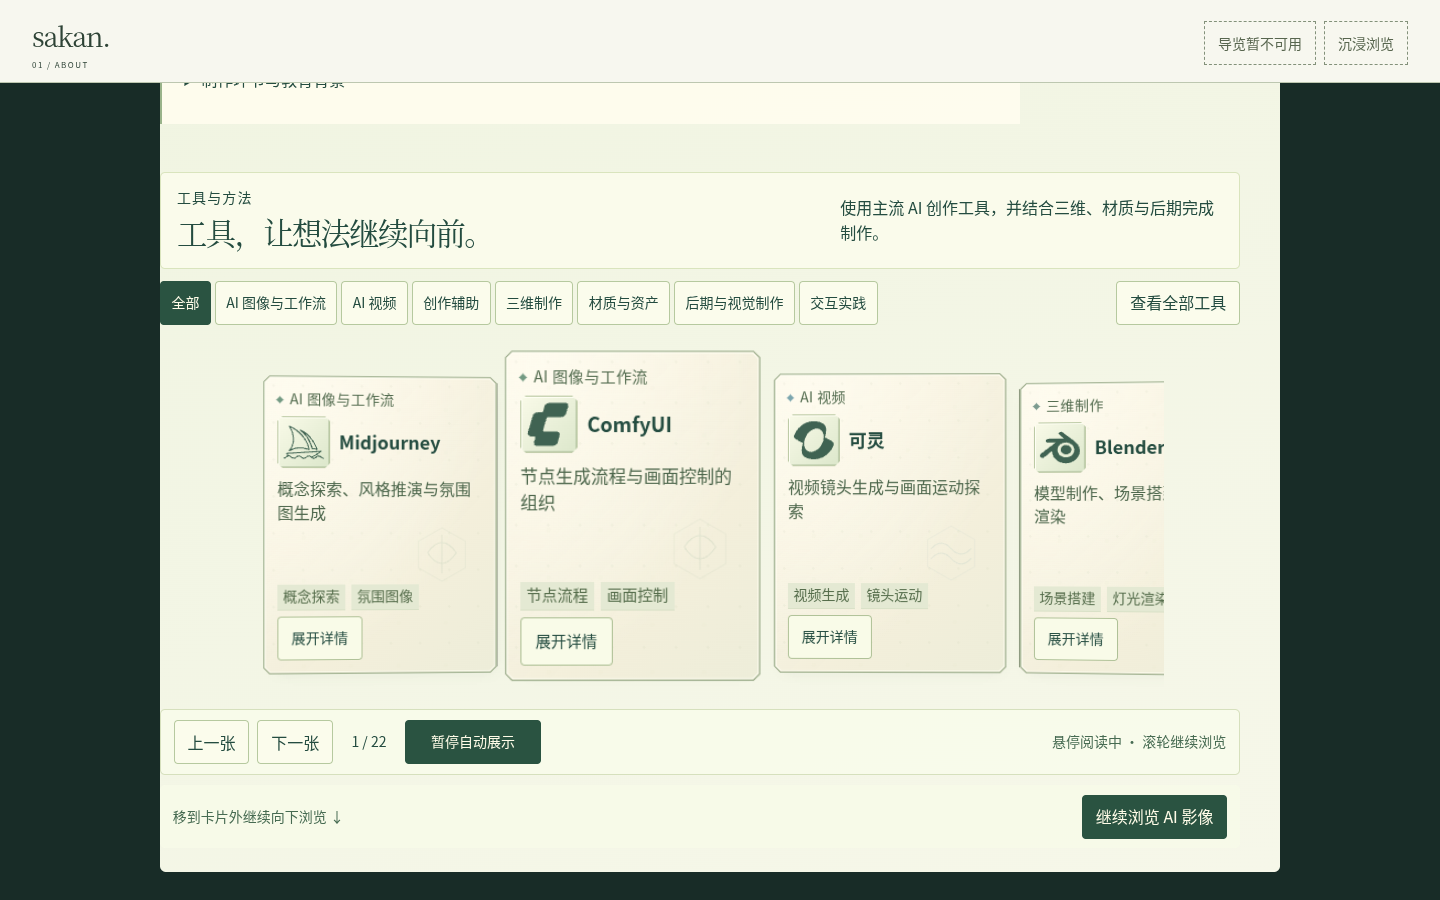 sakan.
01 / ABOUT
导览暂不可用
沉浸浏览
制作环节与教育背景
工具与方法
工具，让想法继续向前。
使用主流 AI 创作工具，并结合三维、材质与后期完成
制作。
全部
AI 图像与工作流
AI 视频
创作辅助
三维制作
材质与资产
后期与视觉制作
交互实践
查看全部工具
AI 图像与工作流
Midjourney
概念探索、风格推演与氛围
图生成
概念探索
氛围图像
展开详情
AI 图像与工作流
ComfyUI
节点生成流程与画面控制的
组织
节点流程
画面控制
展开详情
AI 视频
可灵
视频镜头生成与画面运动探
索
视频生成
镜头运动
展开详情
三维制作
Blender
模型制作、场景搭
渲染
场景搭建
灯光渲染
展开详情
上一张
下一张
1 / 22
暂停自动展示
悬停阅读中 · 滚轮继续浏览
移到卡片外继续向下浏览 ↓
继续浏览 AI 影像